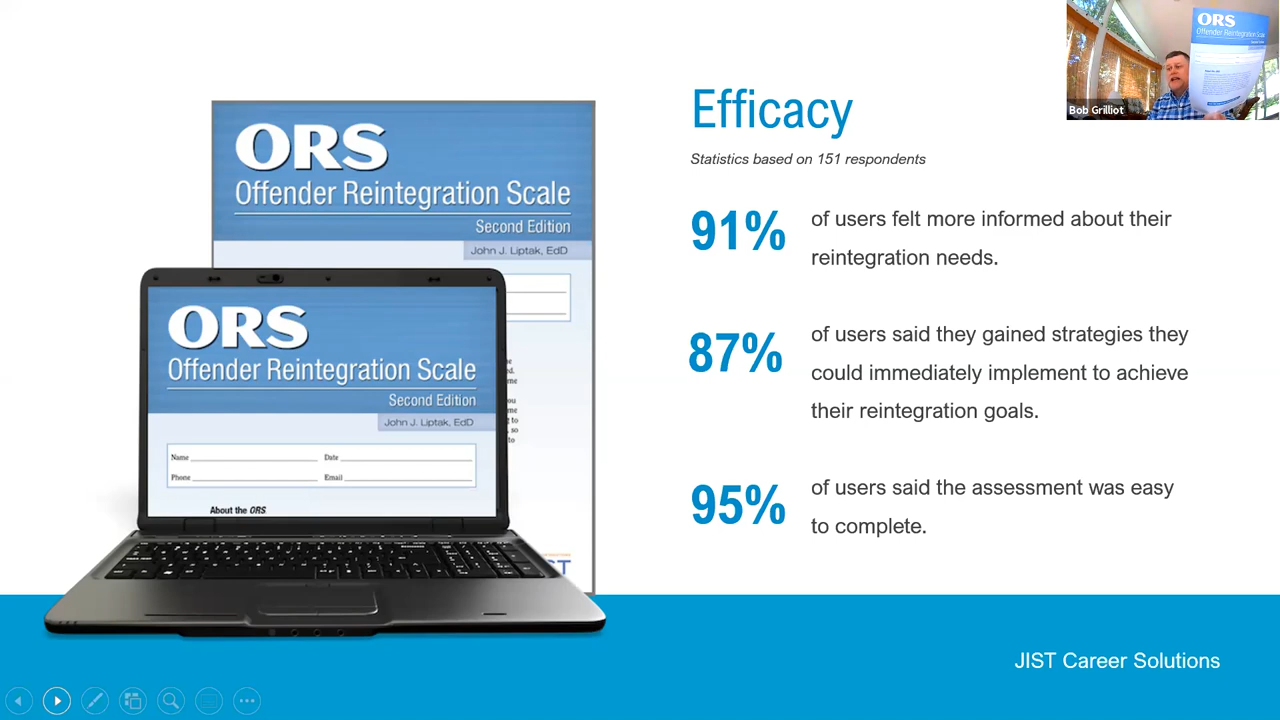 ORS
Offender Reintegration Scale
Second Edition
John J. Liptak, EdD
ORS
Offender Reintegration Scale
Second Edition
John J. Liptak, EdD
Name
Date
Phone
Email
About the ORS
Efficacy
Statistics based on 151 respondents
91%
of users felt more informed about their
reintegration needs.
87%
of users said they gained strategies they
could immediately implement to achieve
their reintegration goals.
95%
of users said the assessment was easy
to complete.
JIST Career Solutions
ORS
Offender Reintegration Scale
Bob Grilliot